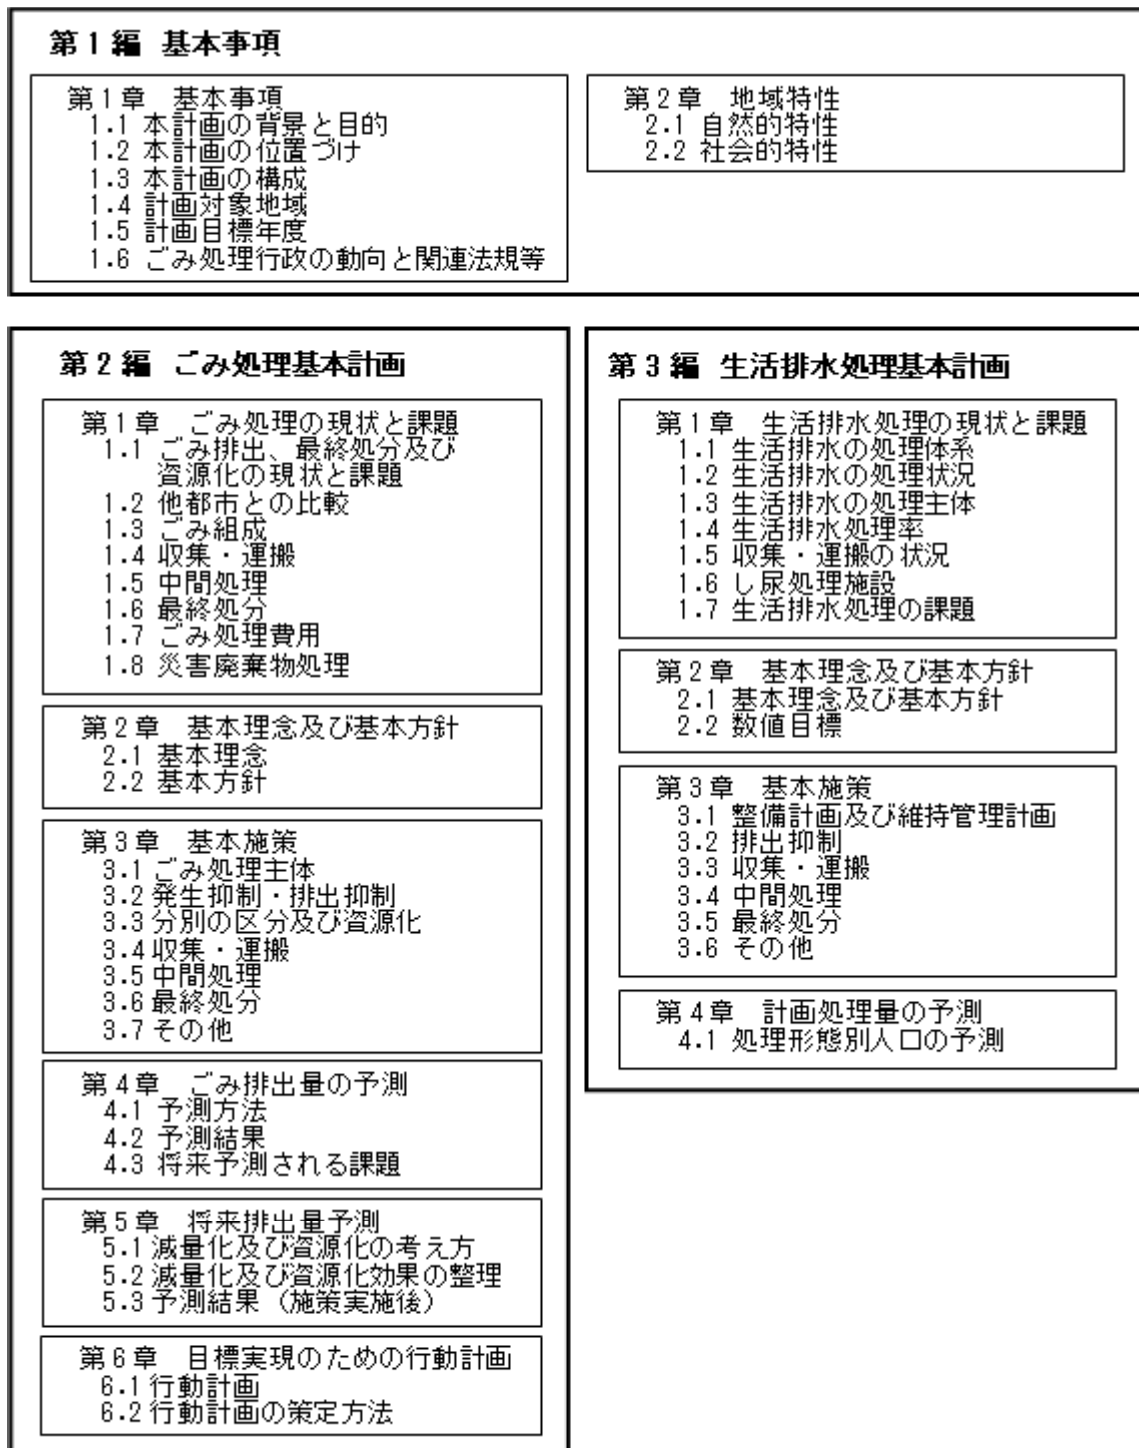 第1編 基本事項
第1章 基本事項
1.1 本計画の背景と目的
1.2 本計画の位置づけ
1.3 本計画の構成
1.4 計画対象地域
1.5 計画目標年度
1.6 ごみ処理行政の動向と関連法規等
第2章 地域特性
2.1 自然的特性
2.2 社会的特性
第2編 ごみ処理基本計画
第1章 ごみ処理の現状と課題
1.1 ごみ排出、最終処分及び
資源化の現状と課題
1.2 他都市との比較
1.3 ごみ組成
1.4 収集・運搬
1.5 中間処理
1.6 最終処分
1.7 ごみ処理費用
1.8 災害廃棄物処理
第2章 基本理念及び基本方針
2.1 基本理念
2.2 基本方針
第3章 基本施策
3.1 ごみ処理主体
3.2 発生抑制・排出抑制
3.3 分別の区分及び資源化
3.4 収集・運搬
3.5 中間処理
3.6 最終処分
3.7 その他
第4章 ごみ排出量の予測
4.1 予測方法
4.2 予測結果
4.3 将来予測される課題
第5章 将来排出量予測
5.1 減量化及び資源化の考え方
5.2 減量化及び資源化効果の整理
5.3 予測結果（施策実施後）
第6章 目標実現のための行動計画
6.1 行動計画
6.2 行動計画の策定方法
第3編 生活排水処理基本計画
第1章 生活排水処理の現状と課題
1.1 生活排水の処理体系
1.2 生活排水の処理状況
1.3 生活排水の処理主体
1.4 生活排水処理率
1.5 収集・運搬の状況
1.6 し尿処理施設
1.7 生活排水処理の課題
第2章 基本理念及び基本方針
2.1 基本理念及び基本方針
2.2 数値目標
第3章 基本施策
3.1 整備計画及び維持管理計画
3.2 排出抑制
3.3 収集・運搬
3.4 中間処理
3.5 最終処分
3.6 その他
第4章 計画処理量の予測
4.1 処理形態別人口の予測